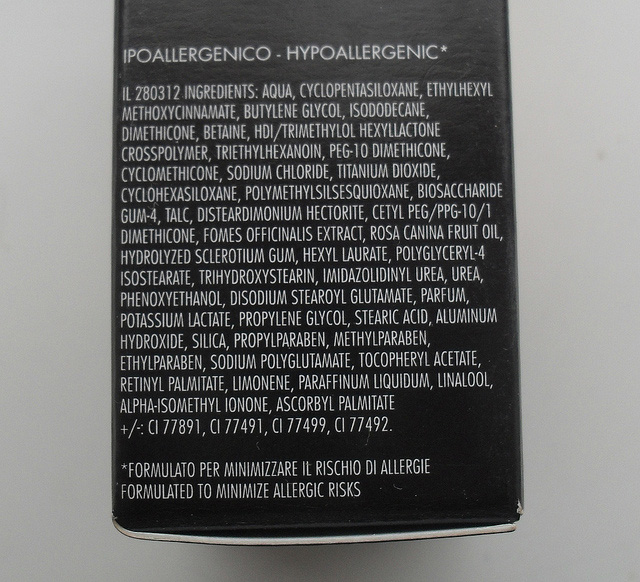 IPOALLERGENICO - HYPOALLERGENIC*
IL 280312 INGREDIENTS: AQUA, CYCLOPENTASILOXANE, ETHYLHEXYL
METHOXYCINNAMATE, BUTYLENE GLYCOL, ISODODECANE,
DIMETHICONE, BETAINE, HDI/TRIMETHYLOL HEXYLLACTONE
CROSSPOLYMER, TRIETHYLHEXANOIN, PEG-10 DIMETHICONE,
CYCLOMETHICONE, SODIUM CHLORIDE, TITANIUM DIOXIDE,
CYCLOHEXASILOXANE, POLYMETHYLSILSESQUIOXANE, BIOSACCHARIDE
GUM-4, TALC, DISTEARDIMONIUM HECTORITE, CETYL PEG/PPG-10/1
DIMETHICONE, FOMES OFFICINALIS EXTRACT, ROSA CANINA FRUIT OIL,
HYDROLYZED SCLEROTIUM GUM, HEXYL LAURATE, POLYGLYCERYL-4
ISOSTEARATE, TRIHYDROXYSTEARIN, IMIDAZOLIDINYL UREA, UREA,
PHENOXYETHANOL, DISODIUM STEAROYL GLUTAMATE, PARFUM,
POTASSIUM LACTATE, PROPYLENE GLYCOL, STEARIC ACID, ALUMINUM
HYDROXIDE, SILICA, PROPYLPARABEN, METHYLPARABEN,
ETHYLPARABEN, SODIUM POLYGLUTAMATE, TOCOPHERYL ACETATE,
RETINYL PALMITATE, LIMONENE, PARAFFINUM LIQUIDUM, LINALOOL,
ALPHA-ISOMETHYL IONONE, ASCORBYL PALMITATE
+/-: CI 77891, CI 77491, CI 77499, CI 77492.
*FORMULATO PER MINIMIZZARE IL RISCHIO DI ALLERGIE
FORMULATED TO MINIMIZE ALLERGIC RISKS